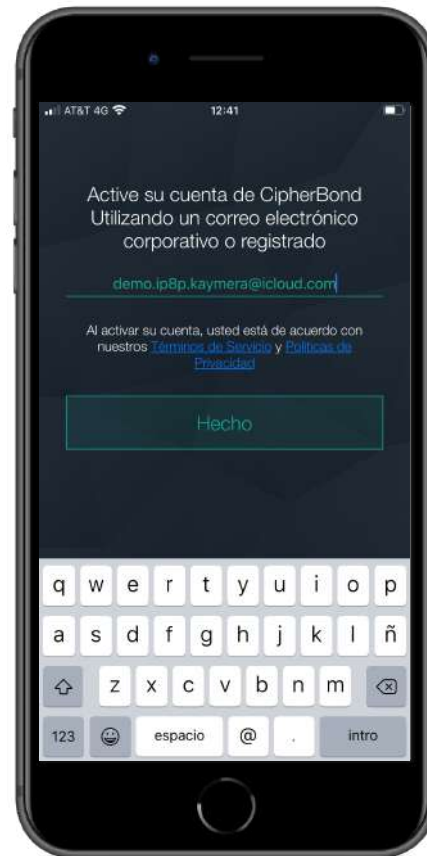 AT&T 4G 12:41
Active su cuenta de CipherBond
Utilizando un correo electrónico
corporativo o registrado
demo.ip8p.kaymera@icloud.com
Al activar su cuenta, usted está de acuerdo con
nuestros Términos de Servicio y Políticas de
Privacidad
Hecho
q w e r t y u i o p
a s d f g h j k l ñ
z x c v b n m
123 espacio @ . intro